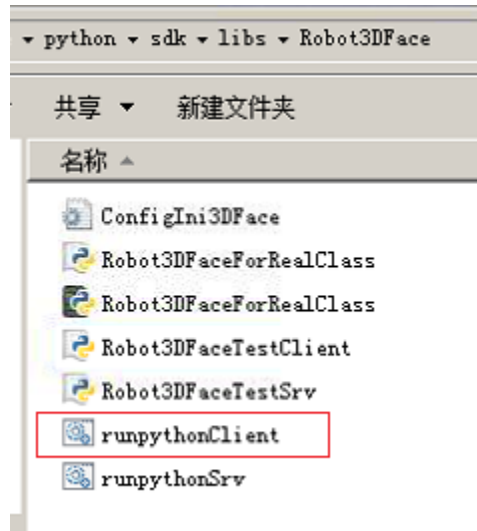 python sdk libs Robot3DFace
共享 新建文件夹
名称
ConfigIni3DFace
Robot3DFaceForRealClass
Robot3DFaceForRealClass
Robot3DFaceTestClient
Robot3DFaceTestSrv
runpythonClient
runpythonSrv